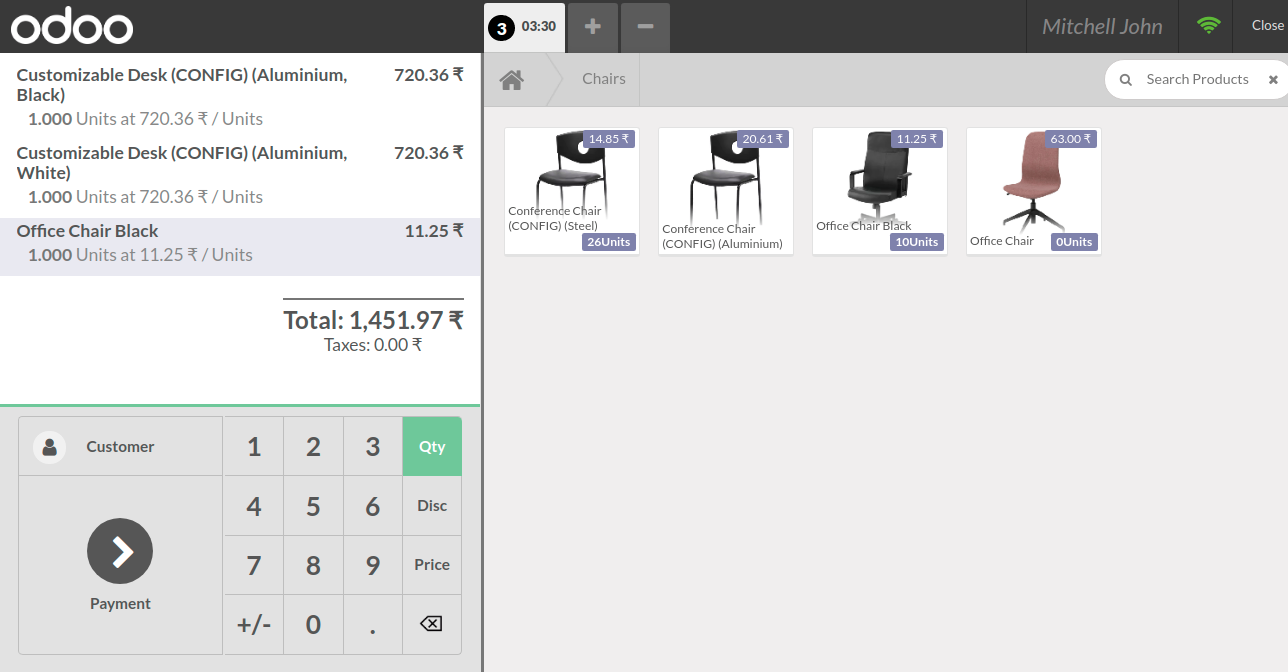 odoo
3 03:30 + −
Mitchell John
Close
Customizable Desk (CONFIG) (Aluminium, 720.36 ₹
Black)
1.000 Units at 720.36 ₹ / Units
Customizable Desk (CONFIG) (Aluminium, 720.36 ₹
White)
1.000 Units at 720.36 ₹ / Units
Office Chair Black 11.25 ₹
1.000 Units at 11.25 ₹ / Units
Total: 1,451.97 ₹
Taxes: 0.00 ₹
Customer
Payment
1 2 3 Qty
4 5 6 Disc
7 8 9 Price
+/- 0 .
Chairs
Search Products
14.85 ₹
Conference Chair
(CONFIG) (Steel)
26Units
20.61 ₹
Conference Chair
(CONFIG) (Aluminium)
11.25 ₹
Office Chair Black
10Units
63.00 ₹
Office Chair
0Units